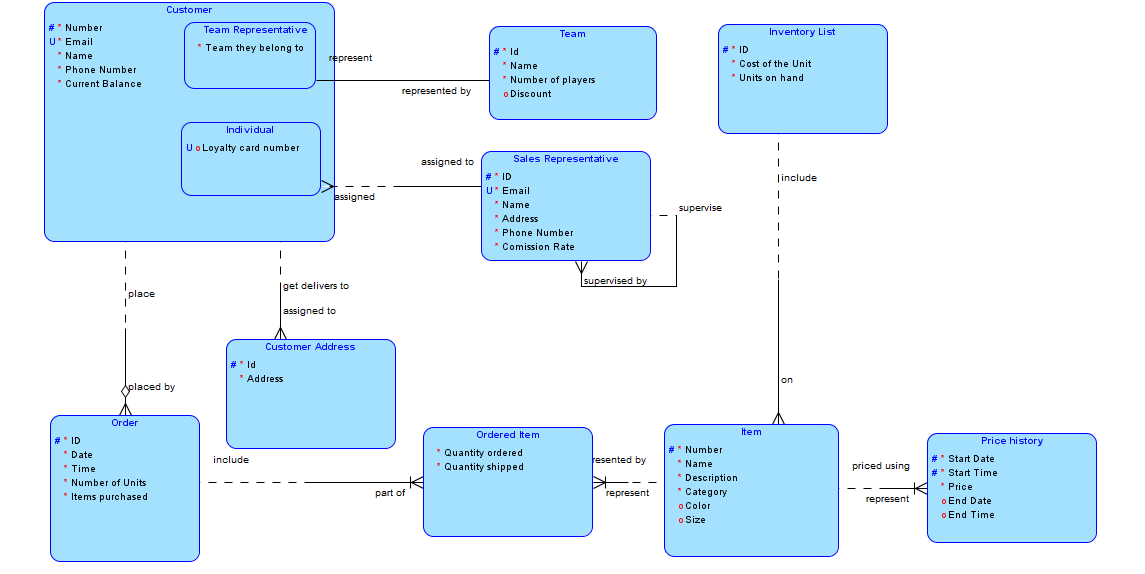 Customer
# * Number
U * Email
* Name
* Phone Number
* Current Balance
Team Representative
* Team they belong to
Individual
U o Loyalty card number
represent
represented by
Team
# * Id
* Name
* Number of players
o Discount
Inventory List
# * ID
* Cost of the Unit
* Units on hand
assigned to
assigned
Sales Representative
# * ID
U * Email
* Name
* Address
* Phone Number
* Comission Rate
supervise
supervised by
include
on
place
placed by
get delivers to
assigned to
Customer Address
# * Id
* Address
Order
# * ID
* Date
* Time
* Number of Units
* Items purchased
include
part of
Ordered Item
* Quantity ordered
* Quantity shipped
resented by
represent
Item
# * Number
* Name
* Description
* Category
o Color
o Size
priced using
represent
Price history
# * Start Date
# * Start Time
* Price
o End Date
o End Time